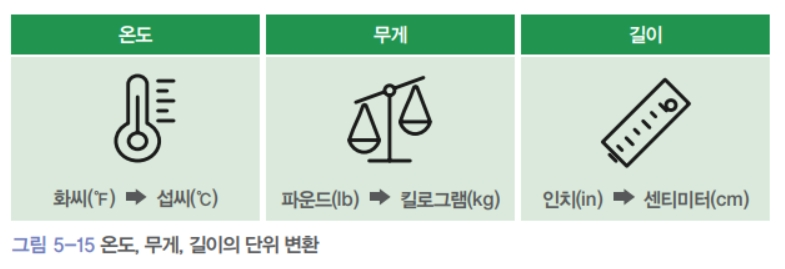 온도
무게
길이
화씨(℉) ➡ 섭씨(℃)
파운드(lb) ➡ 킬로그램(kg)
인치(in) ➡ 센티미터(cm)
그림 5-15 온도, 무게, 길이의 단위 변환